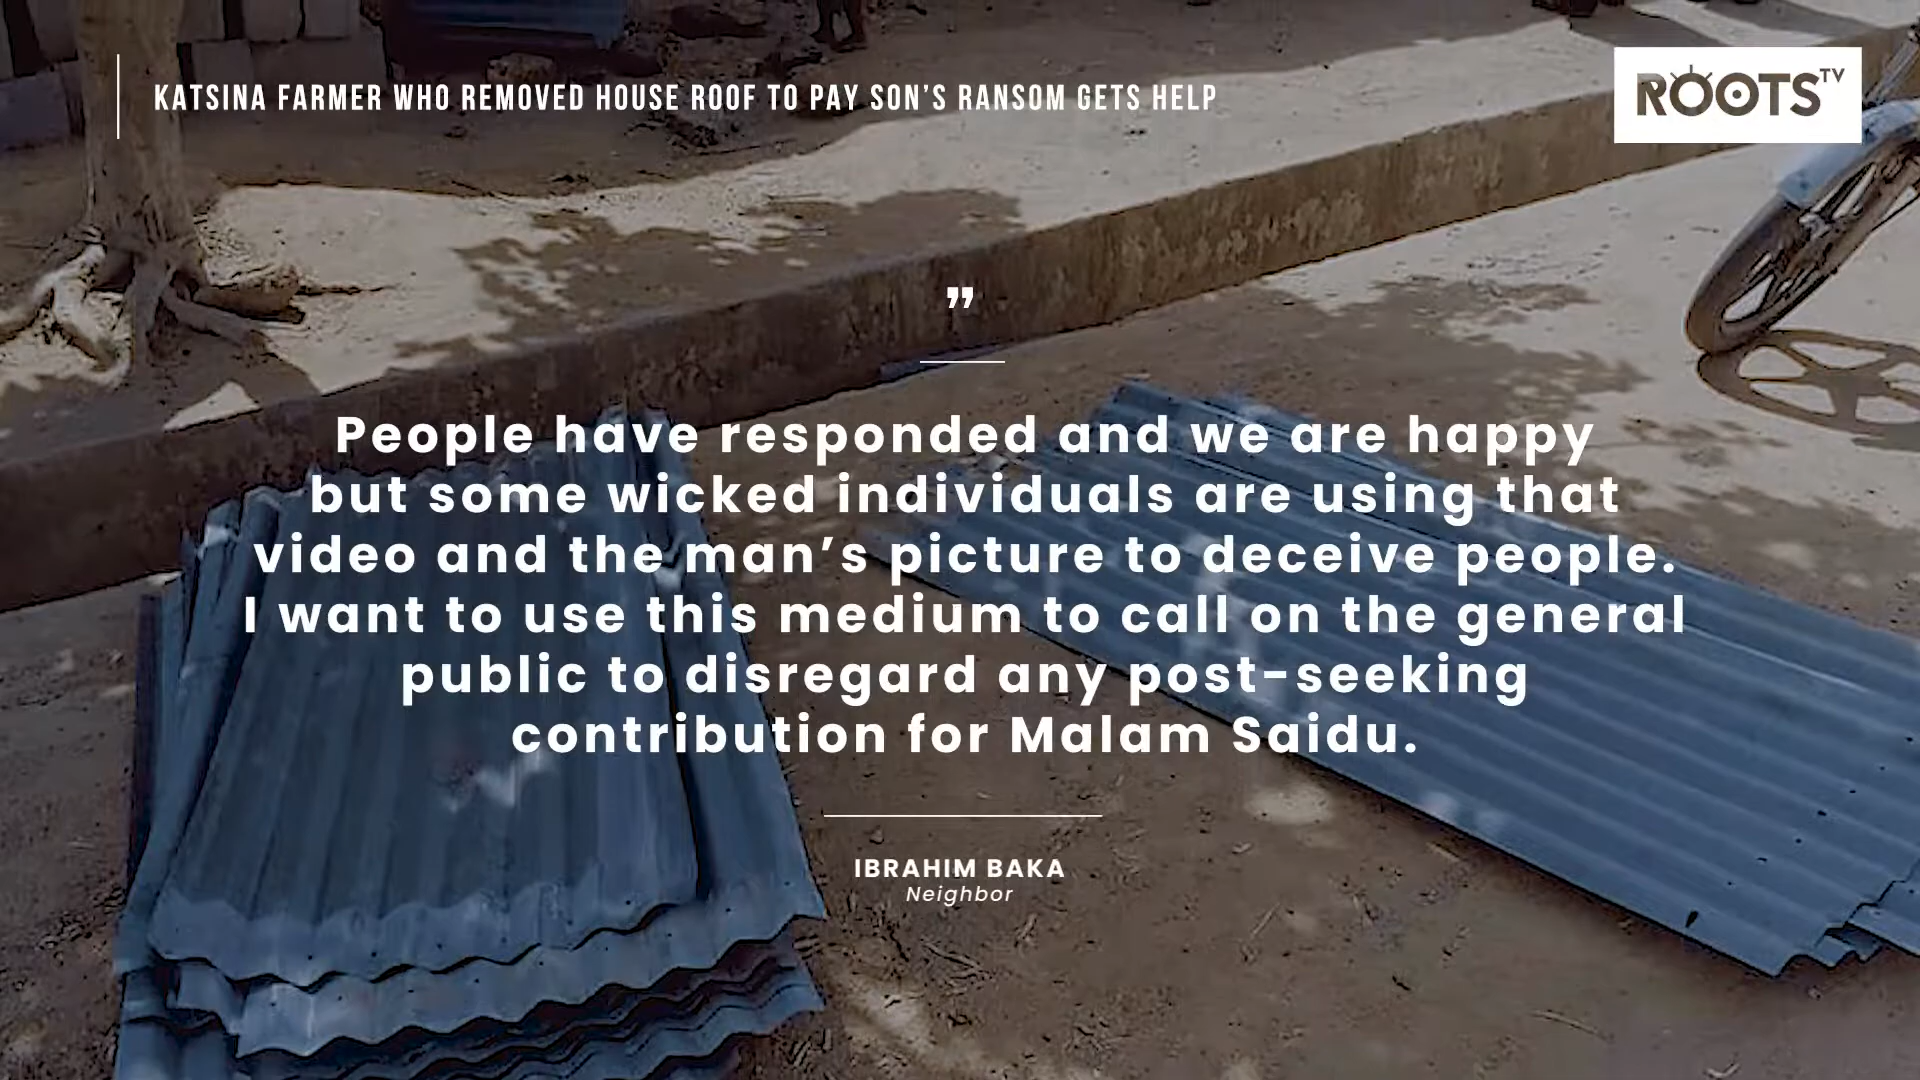 KATSINA FARMER WHO REMOVED HOUSE ROOF TO PAY SON’S RANSOM GETS HELP
ROOTS TV
”
People have responded and we are happy
but some wicked individuals are using that
video and the man’s picture to deceive people.
I want to use this medium to call on the general
public to disregard any post-seeking
contribution for Malam Saidu.
IBRAHIM BAKA
Neighbor